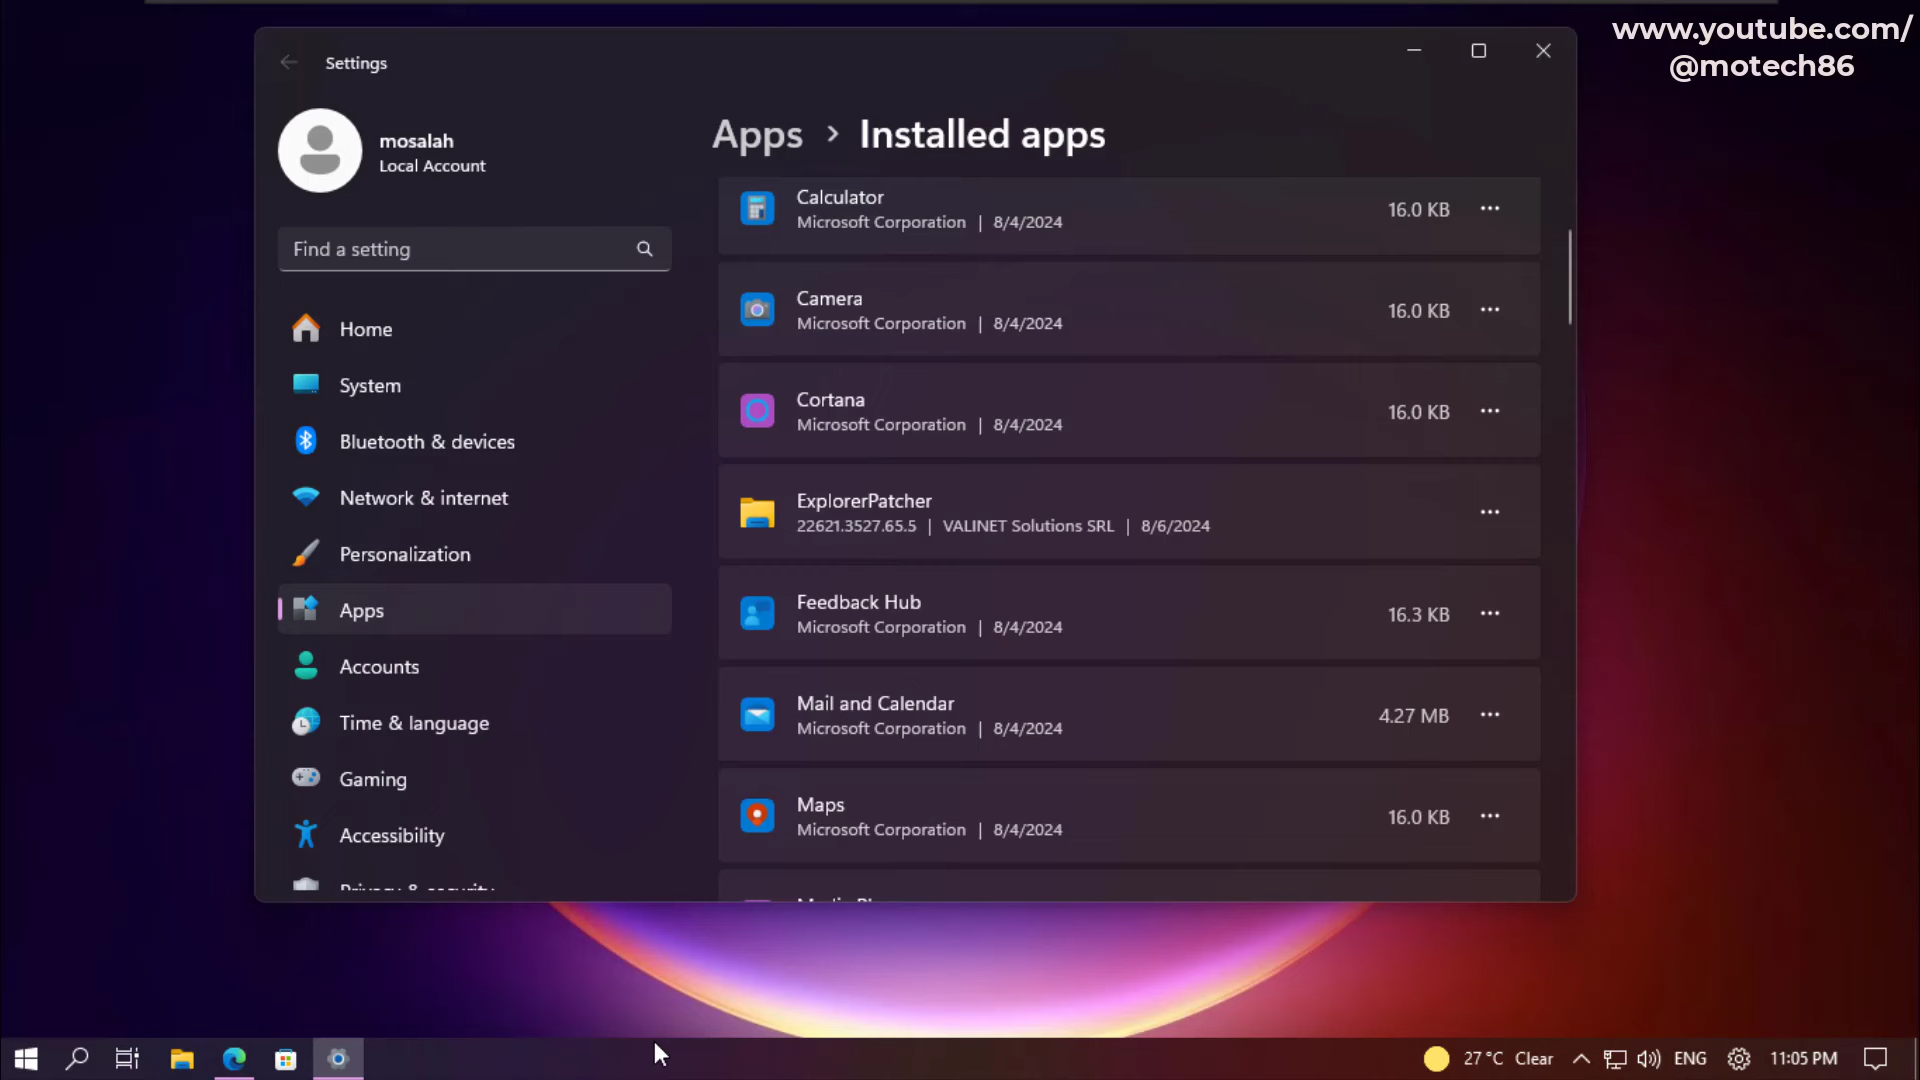 www.youtube.com/
@motech86
Settings
mosalah
Local Account
Find a setting
Home
System
Bluetooth & devices
Network & internet
Personalization
Apps
Accounts
Time & language
Gaming
Accessibility
Privacy & security
Apps > Installed apps
Calculator
Microsoft Corporation | 8/4/2024
16.0 KB
Camera
Microsoft Corporation | 8/4/2024
16.0 KB
Cortana
Microsoft Corporation | 8/4/2024
16.0 KB
ExplorerPatcher
22621.3527.65.5 | VALINET Solutions SRL | 8/6/2024
Feedback Hub
Microsoft Corporation | 8/4/2024
16.3 KB
Mail and Calendar
Microsoft Corporation | 8/4/2024
4.27 MB
Maps
Microsoft Corporation | 8/4/2024
16.0 KB
27°C Clear
ENG
11:05 PM